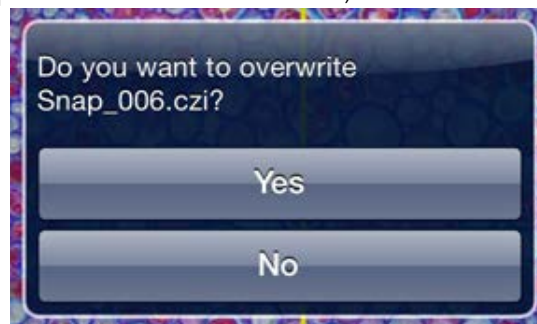 Do you want to overwrite
Snap_006.czi?
Yes
No